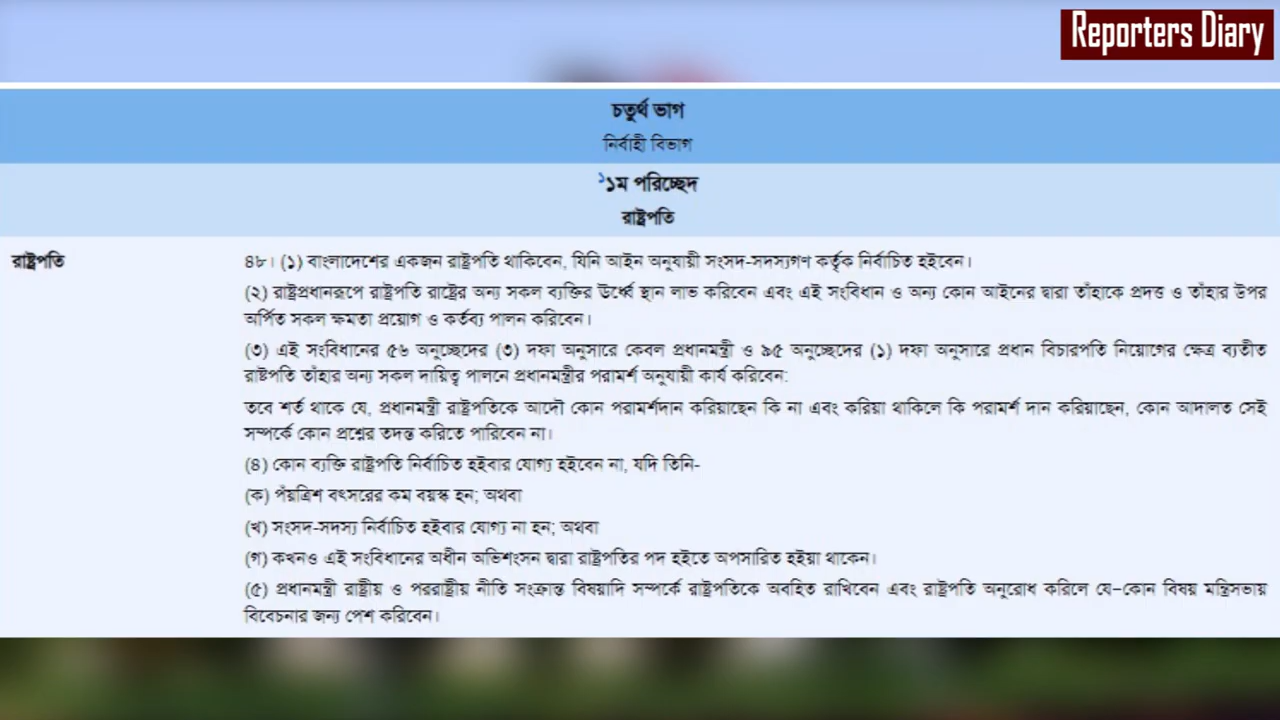 Reporters Diary
চতুর্থ ভাগ
নির্বাহী বিভাগ
১১ম পরিচ্ছেদ
রাষ্ট্রপতি
রাষ্ট্রপতি
৪৮। (১) বাংলাদেশের একজন রাষ্ট্রপতি থাকিবেন, যিনি আইন অনুযায়ী সংসদ-সদস্যগণ কর্তৃক নির্বাচিত হইবেন।
(২) রাষ্ট্রপ্রধানরূপে রাষ্ট্রপতি রাষ্ট্রের অন্য সকল ব্যক্তির ঊর্ধ্বে স্থান লাভ করিবেন এবং এই সংবিধান ও অন্য কোন আইনের দ্বারা তাঁহাকে প্রদত্ত ও তাঁহার উপর
অর্পিত সকল ক্ষমতা প্রয়োগ ও কর্তব্য পালন করিবেন।
(৩) এই সংবিধানের ৫৬ অনুচ্ছেদের (৩) দফা অনুসারে কেবল প্রধানমন্ত্রী ও ৯৫ অনুচ্ছেদের (১) দফা অনুসারে প্রধান বিচারপতি নিয়োগের ক্ষেত্র ব্যতীত
রাষ্টপতি তাঁহার অন্য সকল দায়িত্ব পালনে প্রধানমন্ত্রীর পরামর্শ অনুযায়ী কার্য করিবেন:
তবে শর্ত থাকে যে, প্রধানমন্ত্রী রাষ্ট্রপতিকে আদৌ কোন পরামর্শদান করিয়াছেন কি না এবং করিয়া থাকিলে কি পরামর্শ দান করিয়াছেন, কোন আদালত সেই
সম্পর্কে কোন প্রশ্নের তদন্ত করিতে পারিবেন না।
(৪) কোন ব্যক্তি রাষ্ট্রপতি নির্বাচিত হইবার যোগ্য হইবেন না, যদি তিনি-
(ক) পঁয়ত্রিশ বৎসরের কম বয়স্ক হন; অথবা
(খ) সংসদ-সদস্য নির্বাচিত হইবার যোগ্য না হন; অথবা
(গ) কখনও এই সংবিধানের অধীন অভিশংসন দ্বারা রাষ্ট্রপতির পদ হইতে অপসারিত হইয়া থাকেন।
(৫) প্রধানমন্ত্রী রাষ্ট্রীয় ও পররাষ্ট্রীয় নীতি সংক্রান্ত বিষয়াদি সম্পর্কে রাষ্ট্রপতিকে অবহিত রাখিবেন এবং রাষ্ট্রপতি অনুরোধ করিলে যে-কোন বিষয় মন্ত্রিসভায়
বিবেচনার জন্য পেশ করিবেন।